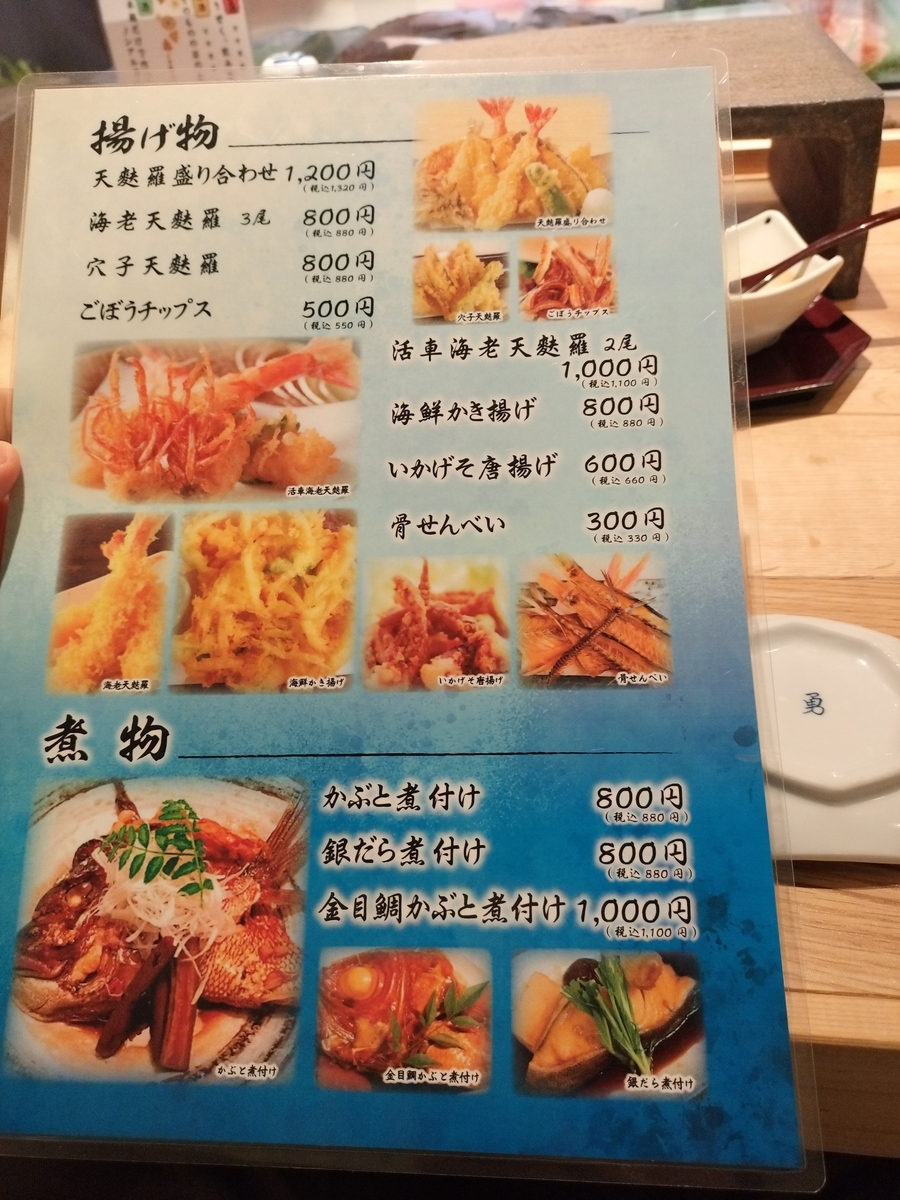 揚げ物
天麩羅盛り合わせ 1,200円
(税込1,320円)
海老天麩羅 3尾 800円
(税込 880円)
穴子天麩羅 800円
(税込 880円)
ごぼうチップス 500円
(税込 550円)
天麩羅盛り合わせ
穴子天麩羅
ごぼうチップス
活車海老天麩羅 2尾
1,000円
(税込1,100円)
海鮮かき揚げ 800円
(税込 880円)
いかげそ唐揚げ 600円
(税込 660円)
骨せんべい 300円
(税込 330円)
活車海老天麩羅
海老天麩羅
海鮮かき揚げ
いかげそ唐揚げ
骨せんべい
煮物
かぶと煮付け 800円
(税込 880円)
銀だら煮付け 800円
(税込 880円)
金目鯛かぶと煮付け 1,000円
(税込1,100円)
かぶと煮付け
金目鯛かぶと煮付け
銀だら煮付け
勇